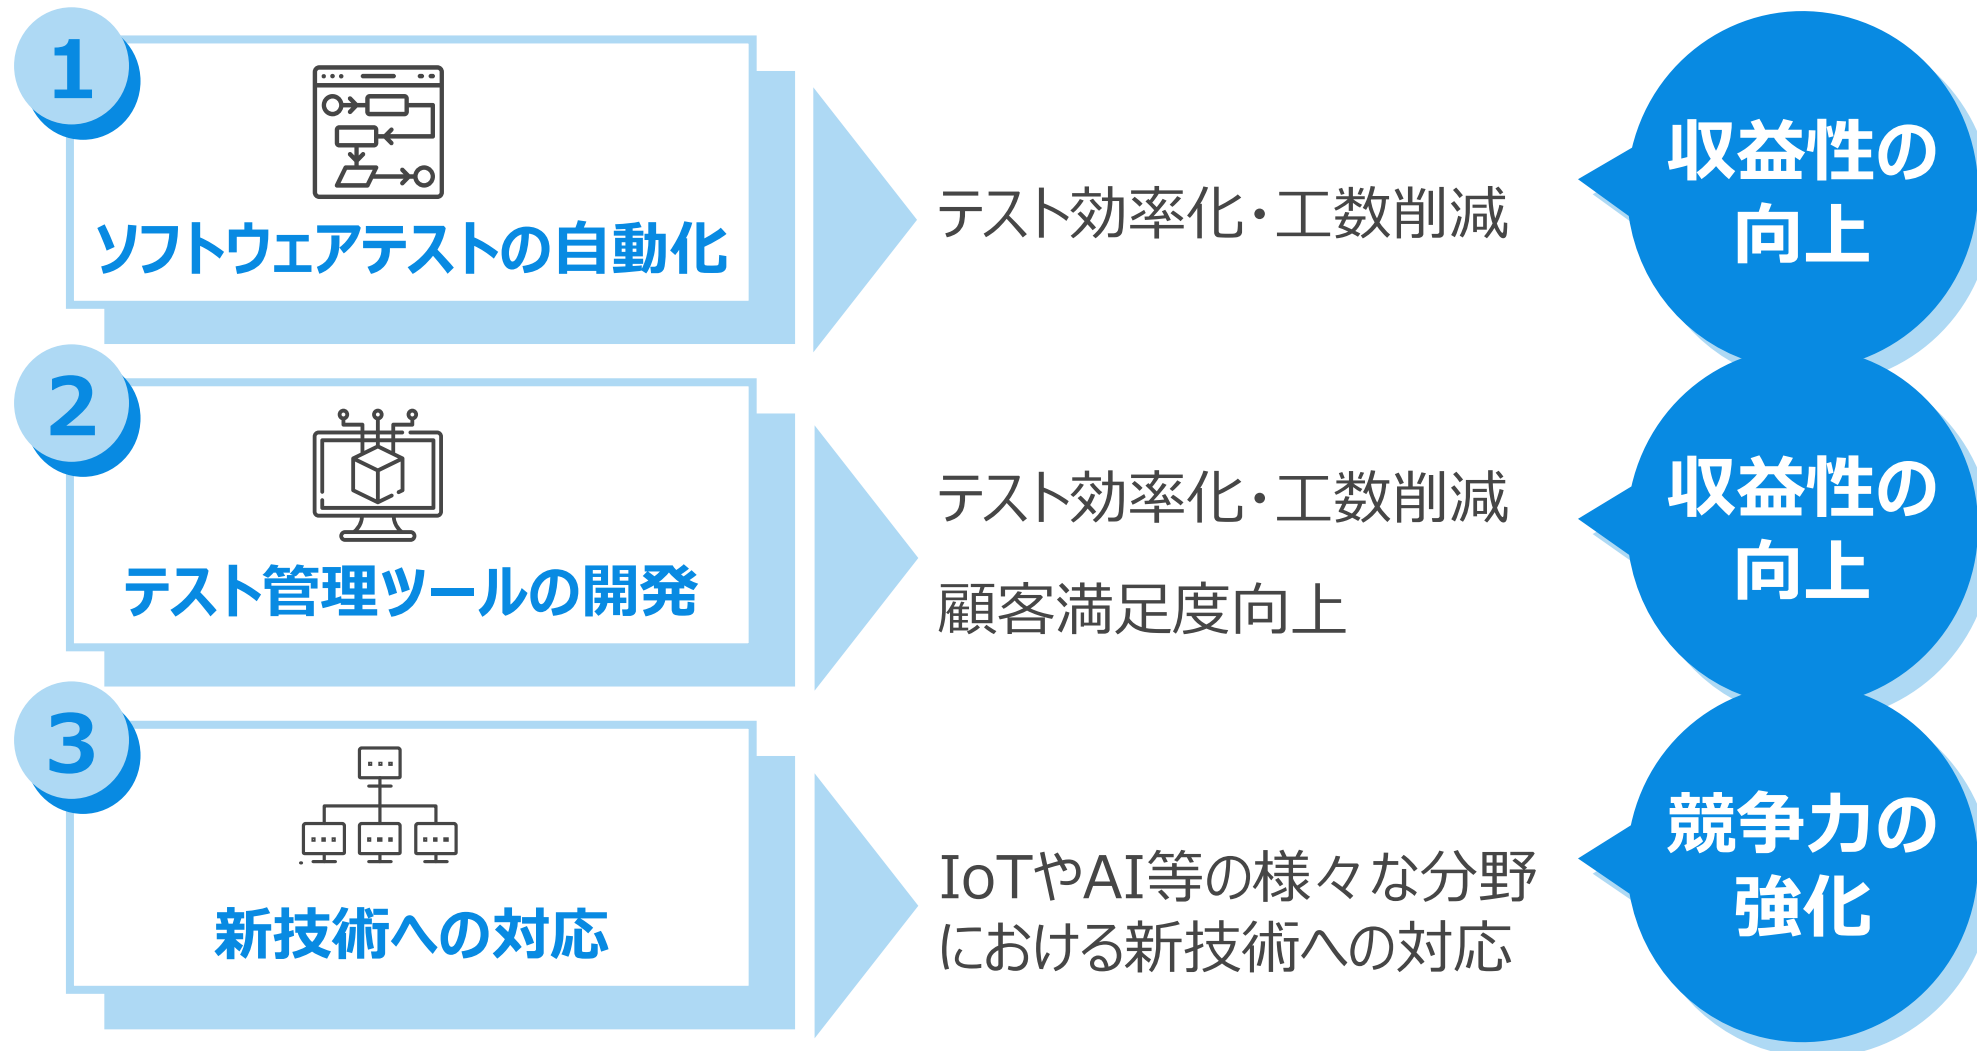 1
ソフトウェアテストの自動化
テスト効率化・工数削減
収益性の
向上
2
テスト管理ツールの開発
テスト効率化・工数削減
顧客満足度向上
収益性の
向上
3
新技術への対応
IoTやAI等の様々な分野
における新技術への対応
競争力の
強化